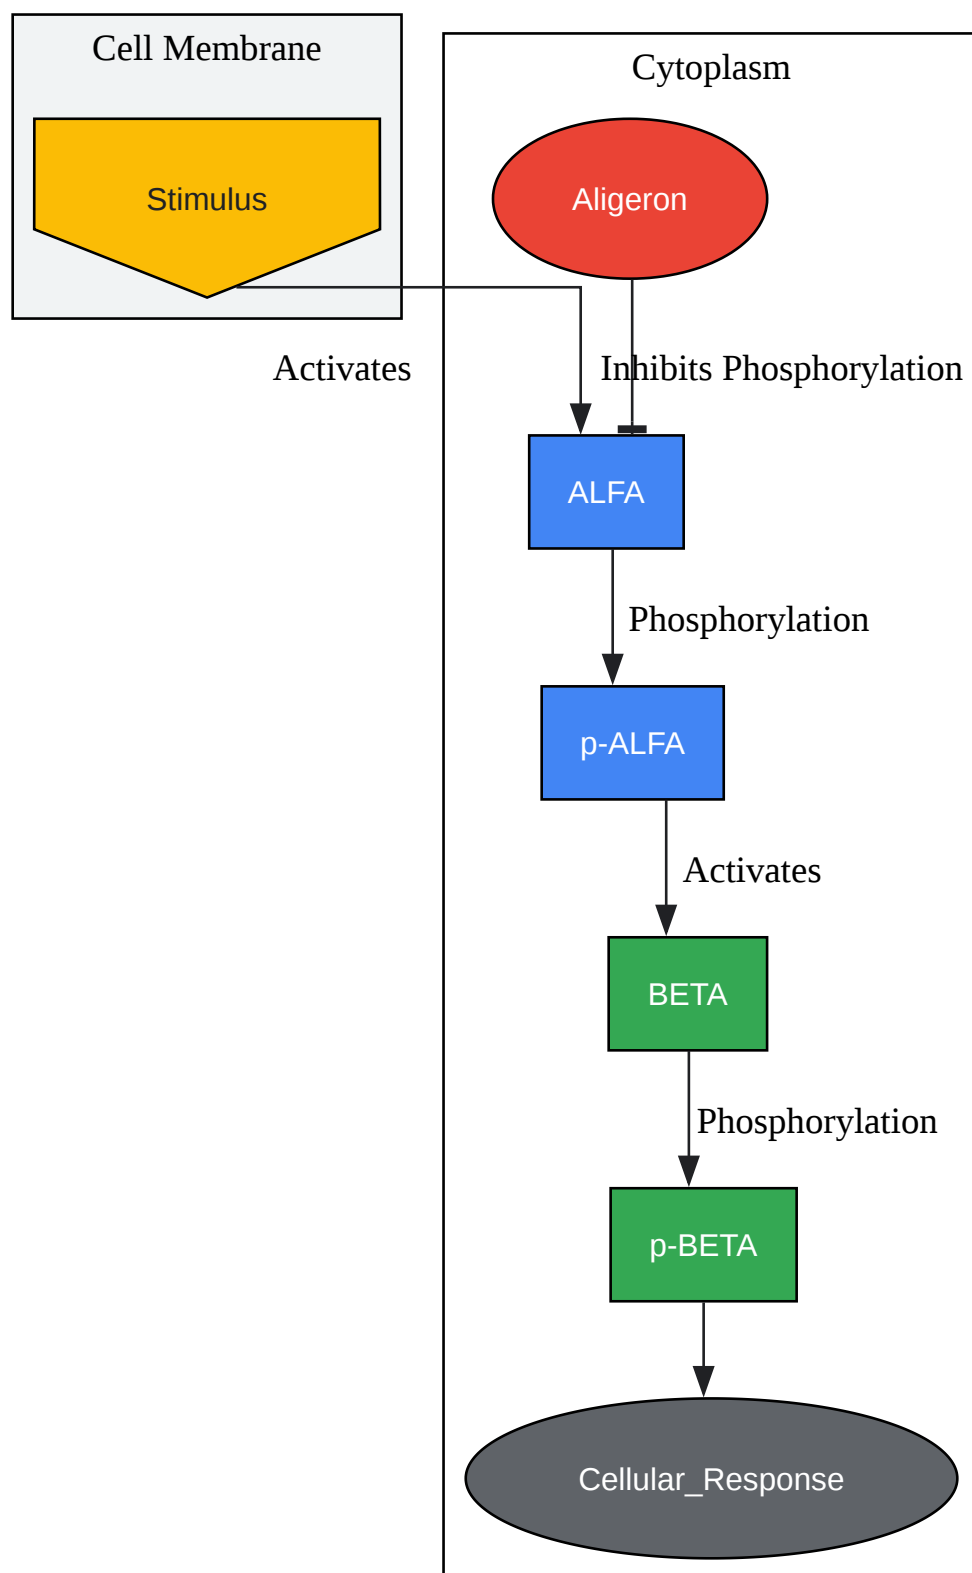 Cell Membrane
Cytoplasm
Stimulus
Aligeron
Activates
Inhibits Phosphorylation
ALFA
Phosphorylation
p-ALFA
Activates
BETA
Phosphorylation
p-BETA
Cellular_Response